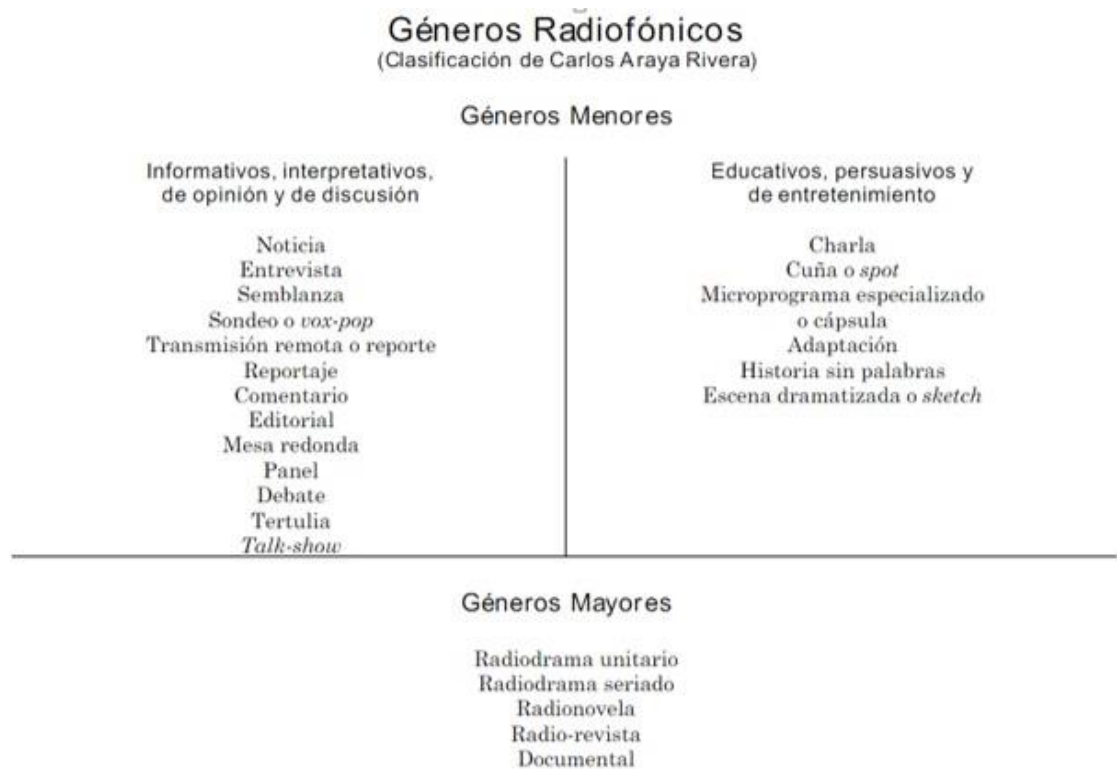 Géneros Radiofónicos
(Clasificación de Carlos Araya Rivera)
Géneros Menores
Informativos, interpretativos,
de opinión y de discusión
Noticia
Entrevista
Semblanza
Sondeo o vox-pop
Transmisión remota o reporte
Reportaje
Comentario
Editorial
Mesa redonda
Panel
Debate
Tertulia
Talk-show
Educativos, persuasivos y
de entretenimiento
Charla
Cuña o spot
Microprograma especializado
o cápsula
Adaptación
Historia sin palabras
Escena dramatizada o sketch
Géneros Mayores
Radiodrama unitario
Radiodrama seriado
Radionovela
Radio-revista
Documental